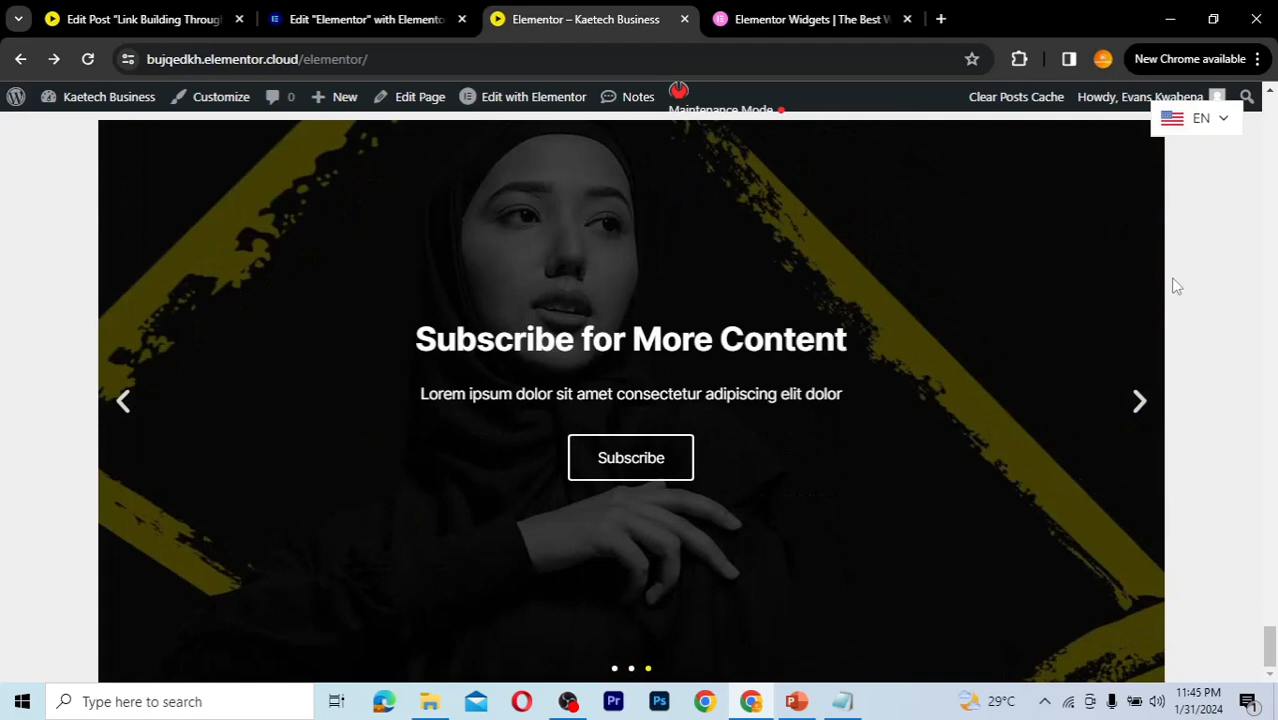 Edit Post "Link Building Throug
Edit "Elementor" with Elemento
Elementor – Kaetech Business
Elementor Widgets | The Best W
bujqedkh.elementor.cloud/elementor/
New Chrome available
Kaetech Business
Customize
0
New
Edit Page
Edit with Elementor
Notes
Maintenance Mode
Clear Posts Cache
Howdy, Evans Kwabena
EN
Subscribe for More Content
Lorem ipsum dolor sit amet consectetur adipiscing elit dolor
Subscribe
Type here to search
Pr
Ps
29°C
11:45 PM
1/31/2024
1